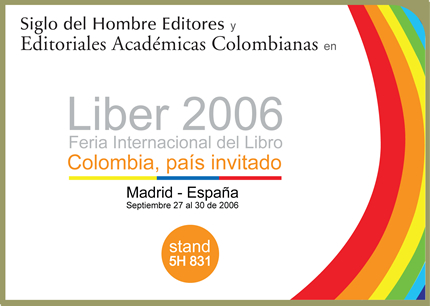 Siglo del Hombre Editores y
Editoriales Académicas Colombianas en
Liber 2006
Feria Internacional del Libro
Colombia, país invitado
Madrid - España
Septiembre 27 al 30 de 2006
stand
5H 831